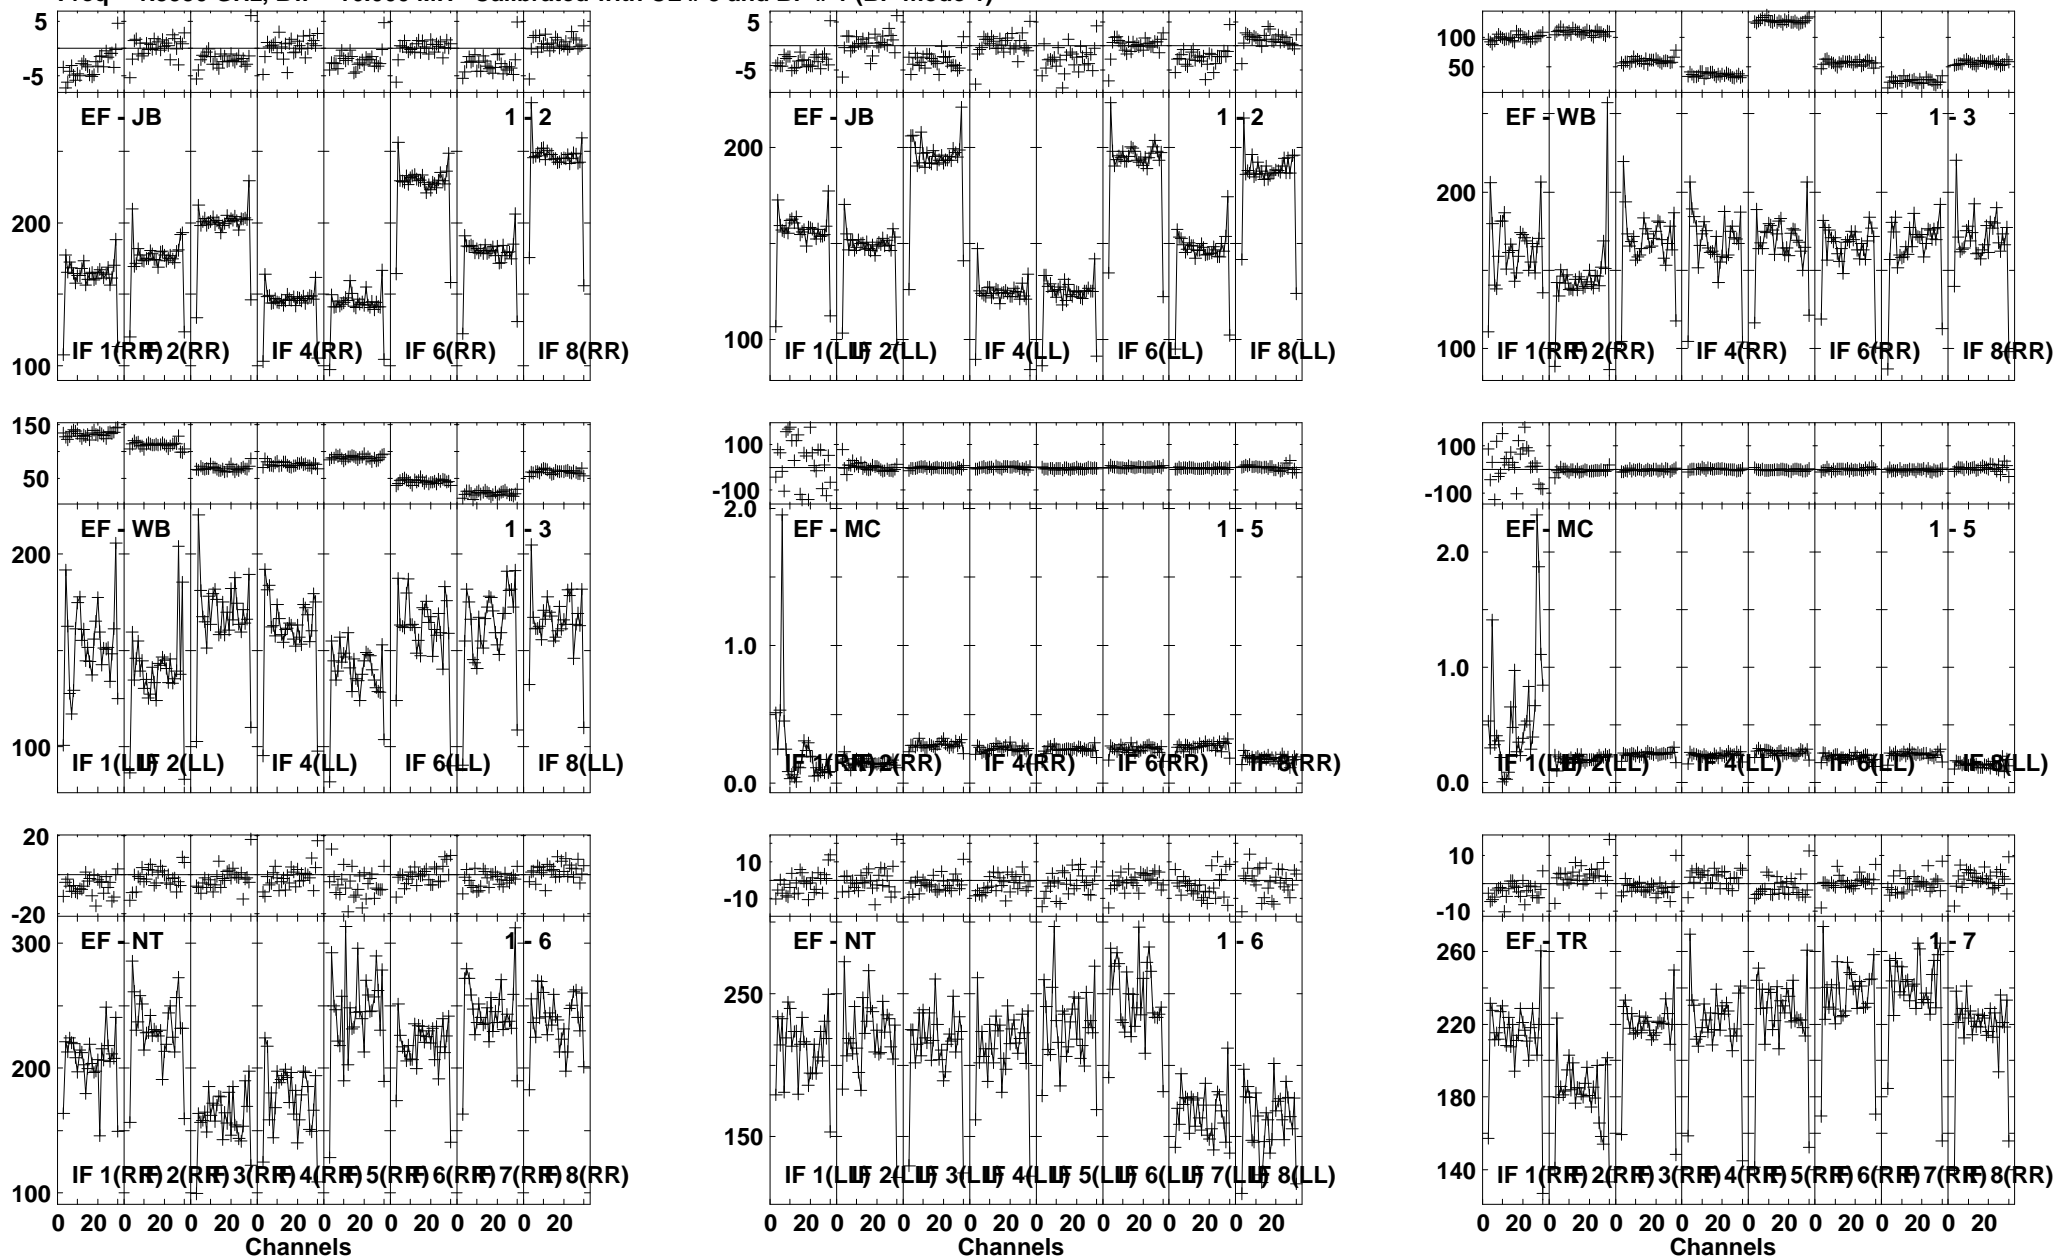 5
-5
EF - JB
1 - 2
200
100
IF 1(RR)
IF 2(RR)
IF 4(RR)
IF 6(RR)
IF 8(RR)
5
-5
EF - JB
1 - 2
200
100
IF 1(LL)
IF 2(LL)
IF 4(LL)
IF 6(LL)
IF 8(LL)
100
50
EF - WB
1 - 3
200
100
IF 1(RR)
IF 2(RR)
IF 4(RR)
IF 6(RR)
IF 8(RR)
150
50
EF - WB
1 - 3
200
100
IF 1(LL)
IF 2(LL)
IF 4(LL)
IF 6(LL)
IF 8(LL)
100
-100
2.0
EF - MC
1 - 5
1.0
0.0
IF 1(RR)
IF 2(RR)
IF 4(RR)
IF 6(RR)
IF 8(RR)
100
-100
EF - MC
1 - 5
2.0
1.0
0.0
IF 1(LL)
IF 2(LL)
IF 4(LL)
IF 6(LL)
IF 8(LL)
20
-20
300
EF - NT
1 - 6
200
100
IF 1(RR)
IF 2(RR)
IF 3(RR)
IF 4(RR)
IF 5(RR)
IF 6(RR)
IF 7(RR)
IF 8(RR)
0 20 0 20 0 20 0 20 0 20 0 20 0 20 0 20
Channels
10
-10
EF - NT
1 - 6
250
150
IF 1(LL)
IF 2(LL)
IF 3(LL)
IF 4(LL)
IF 5(LL)
IF 6(LL)
IF 7(LL)
IF 8(LL)
0 20 0 20 0 20 0 20 0 20 0 20 0 20 0 20
Channels
10
-10
EF - TR
1 - 7
260
220
180
140
IF 1(RR)
IF 2(RR)
IF 3(RR)
IF 4(RR)
IF 5(RR)
IF 6(RR)
IF 7(RR)
IF 8(RR)
0 20 0 20 0 20 0 20 0 20 0 20 0 20 0 20
Channels